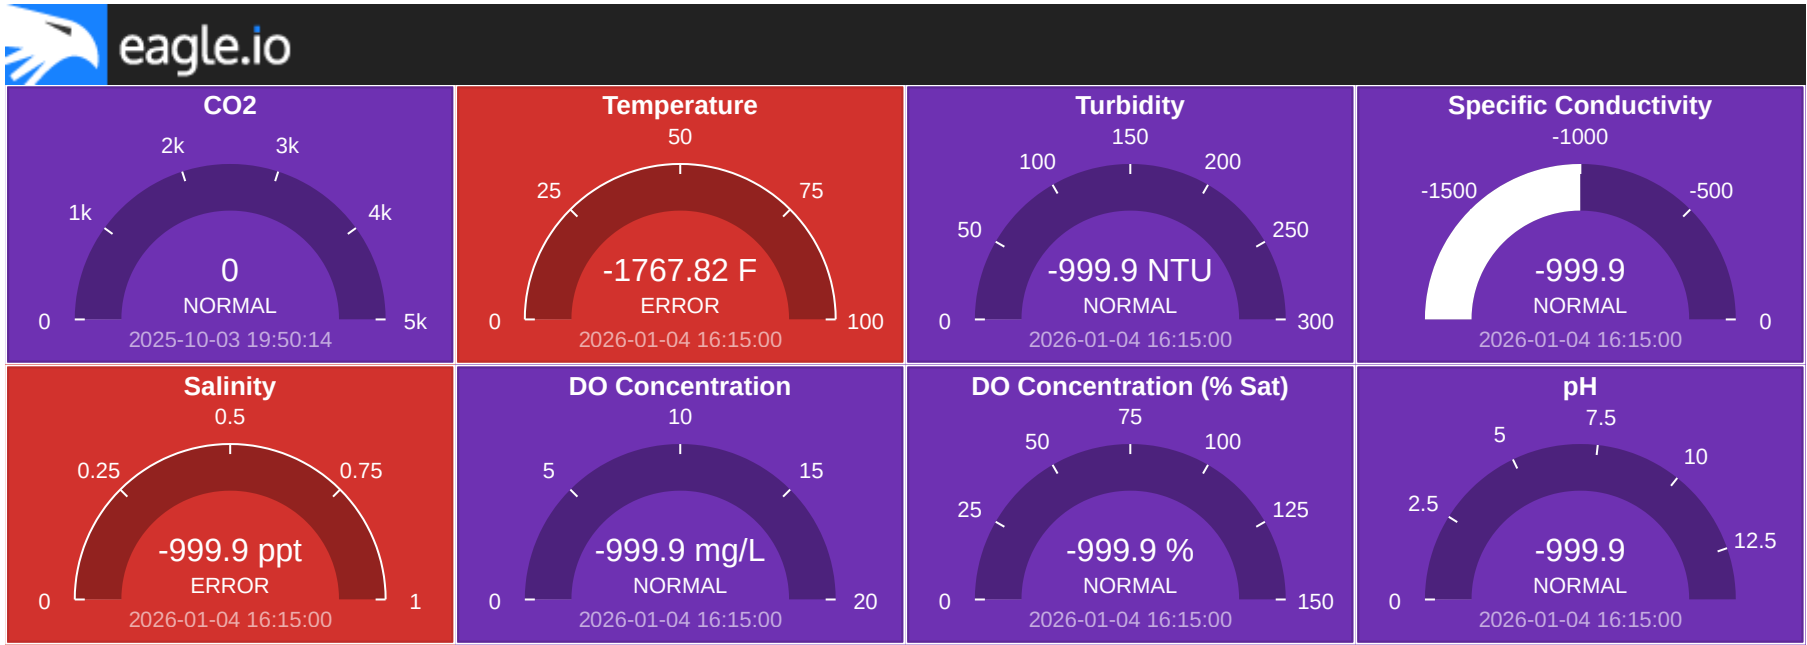 eagle.io
CO2
2k
3k
1k
4k
0
NORMAL
0
5k
2025-10-03 19:50:14
Temperature
50
25
75
-1767.82 F
ERROR
0
100
2026-01-04 16:15:00
Turbidity
150
100
200
50
250
-999.9 NTU
NORMAL
0
300
2026-01-04 16:15:00
Specific Conductivity
-1000
-1500
-500
-999.9
NORMAL
0
2026-01-04 16:15:00
Salinity
0.5
0.25
0.75
-999.9 ppt
ERROR
0
1
2026-01-04 16:15:00
DO Concentration
10
5
15
-999.9 mg/L
NORMAL
0
20
2026-01-04 16:15:00
DO Concentration (% Sat)
75
50
100
25
125
-999.9 %
NORMAL
0
150
2026-01-04 16:15:00
pH
7.5
5
10
2.5
12.5
-999.9
NORMAL
0
2026-01-04 16:15:00